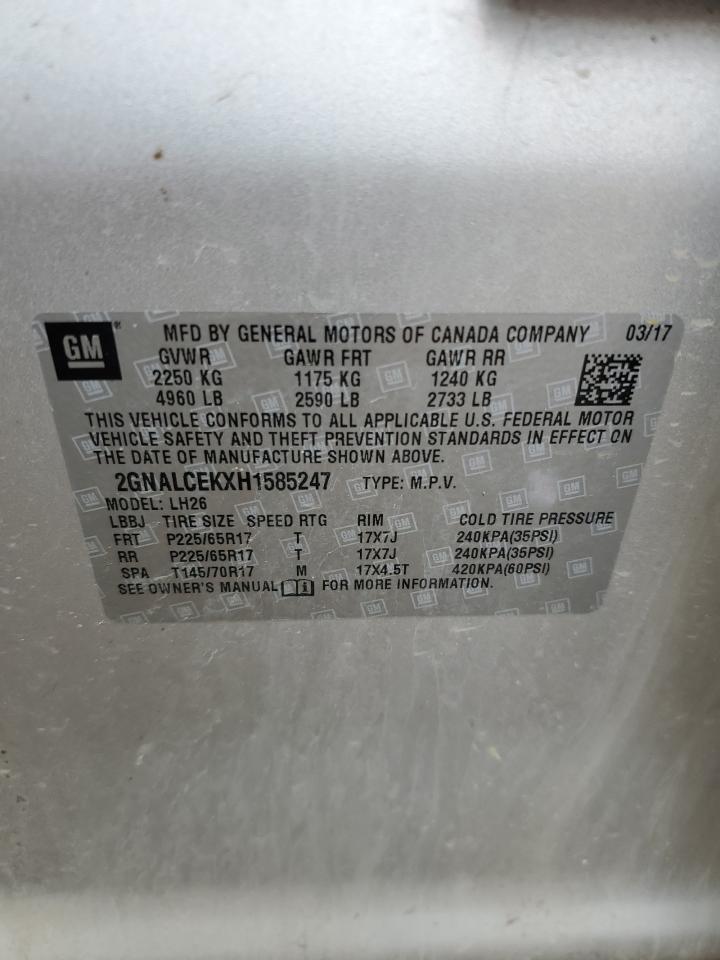 GM MFD BY GENERAL MOTORS OF CANADA COMPANY 03/17
GVWR GAWR FRT GAWR RR
2250 KG 1175 KG 1240 KG
4960 LB 2590 LB 2733 LB
THIS VEHICLE CONFORMS TO ALL APPLICABLE U.S. FEDERAL MOTOR
VEHICLE SAFETY AND THEFT PREVENTION STANDARDS IN EFFECT ON
THE DATE OF MANUFACTURE SHOWN ABOVE.
2GNALCEKXH1585247 TYPE: M.P.V.
MODEL: LH26
LBBJ TIRE SIZE SPEED RTG RIM COLD TIRE PRESSURE
FRT P225/65R17 T 17X7J 240KPA(35PSI)
RR P225/65R17 T 17X7J 240KPA(35PSI)
SPA T145/70R17 M 17X4.5T 420KPA(60PSI)
SEE OWNER'S MANUAL FOR MORE INFORMATION.